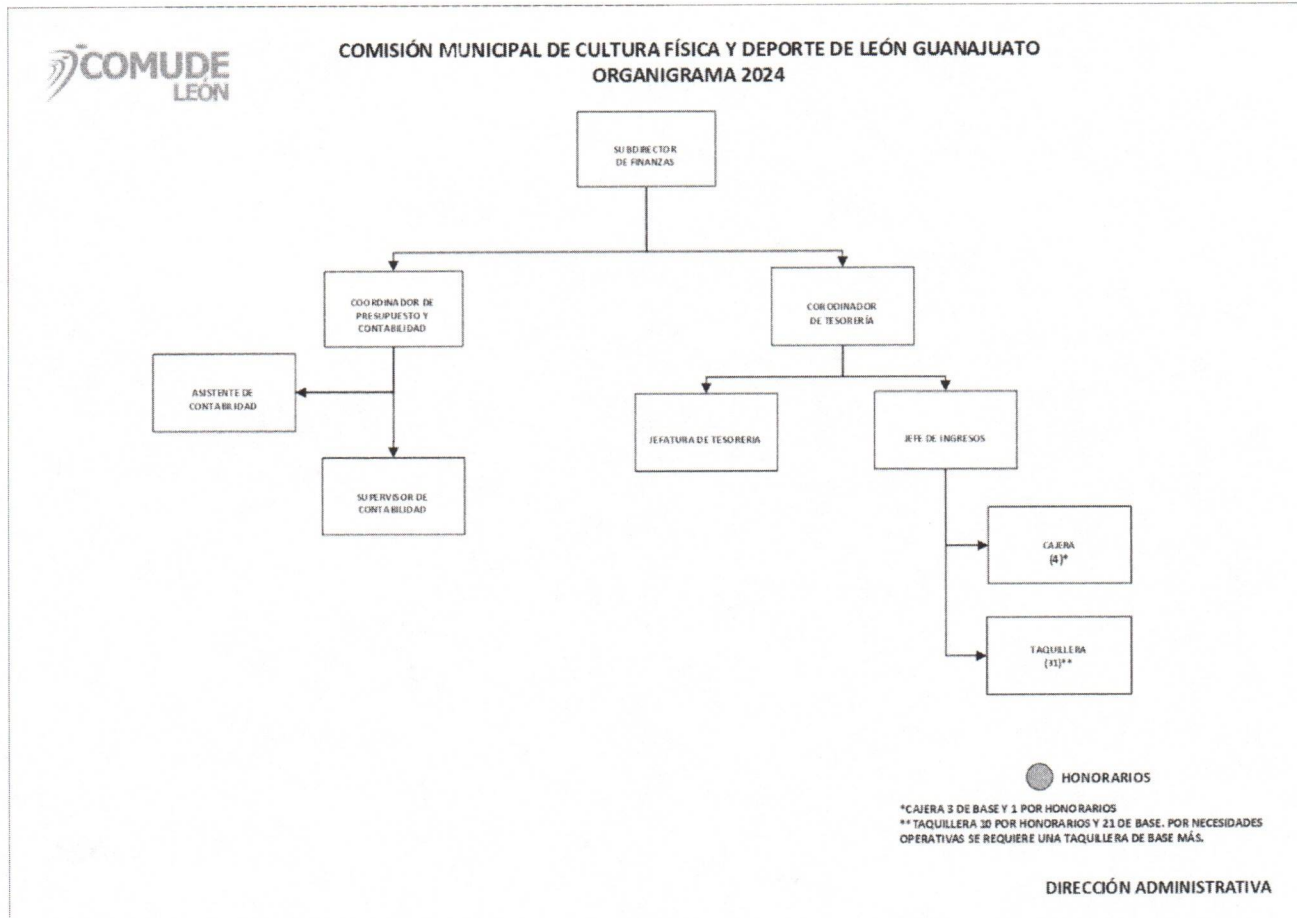 COMUDE
LEÓN
COMISIÓN MUNICIPAL DE CULTURA FÍSICA Y DEPORTE DE LEÓN GUANAJUATO
ORGANIGRAMA 2024
SUBDIRECTOR
DE FINANZAS
COORDINADOR DE
PRESUPUESTO Y
CONTABILIDAD
CORODINADOR
DE TESORERÍA
ASISTENTE DE
CONTABILIDAD
JEFATURA DE TESORERIA
JEFE DE INGRESOS
SUPERVISOR DE
CONTABILIDAD
CAJERA
(4)*
TAQUILLERA
(31)**
HONORARIOS
*CAJERA 3 DE BASE Y 1 POR HONORARIOS
**TAQUILLERA 10 POR HONORARIOS Y 21 DE BASE. POR NECESIDADES
OPERATIVAS SE REQUIERE UNA TAQUILLERA DE BASE MÁS.
DIRECCIÓN ADMINISTRATIVA